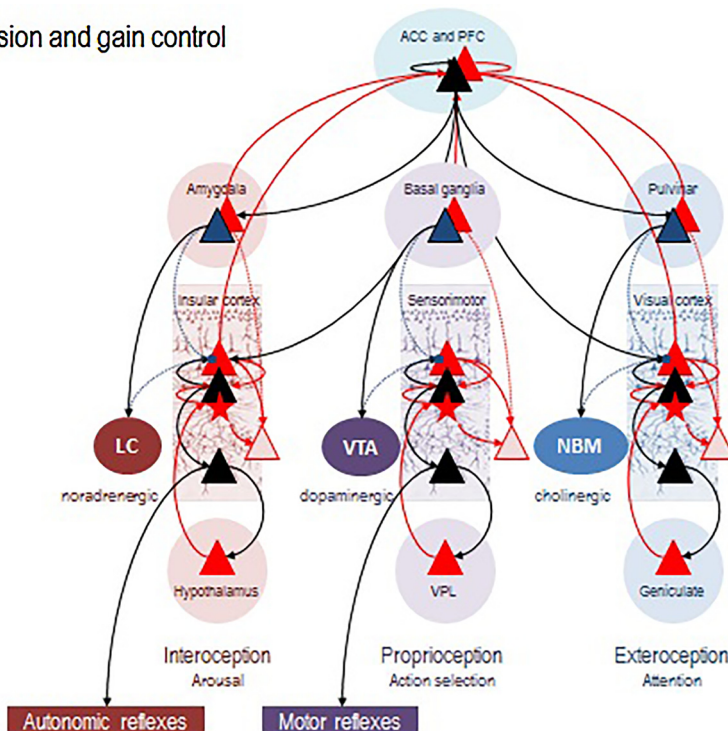 sion and gain control
ACC and PFC
Amygdala
Basal ganglia
Pulvinar
Insular cortex
Sensorimotor
Visual cortex
LC
VTA
NBM
noradrenergic
dopaminergic
cholinergic
Hypothalamus
VPL
Geniculate
Interoception
Proprioception
Exteroception
Arousal
Action selection
Attention
Autonomic reflexes
Motor reflexes